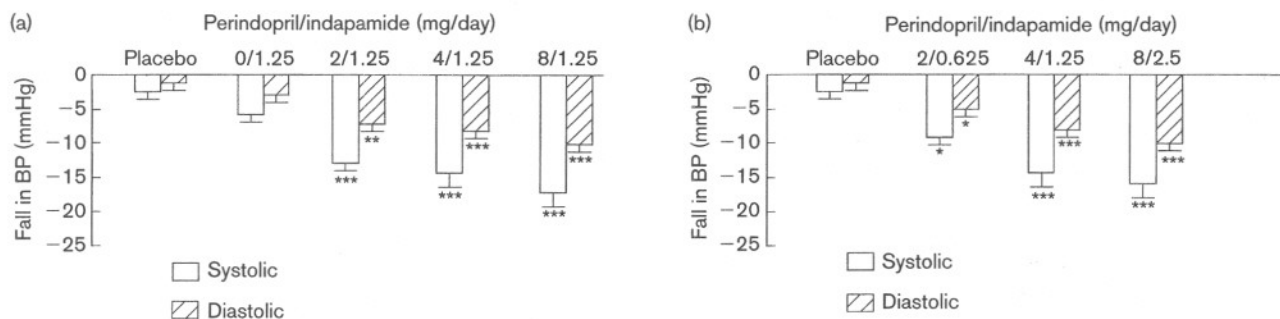 (a) Perindopril/indapamide (mg/day)
Placebo 0/1.25 2/1.25 4/1.25 8/1.25
Fall in BP (mmHg)
0
−5
−10
−15
−20
−25
**
***
***
***
***
***
Systolic
Diastolic
(b) Perindopril/indapamide (mg/day)
Placebo 2/0.625 4/1.25 8/2.5
Fall in BP (mmHg)
0
−5
−10
−15
−20
−25
*
*
***
***
***
***
Systolic
Diastolic